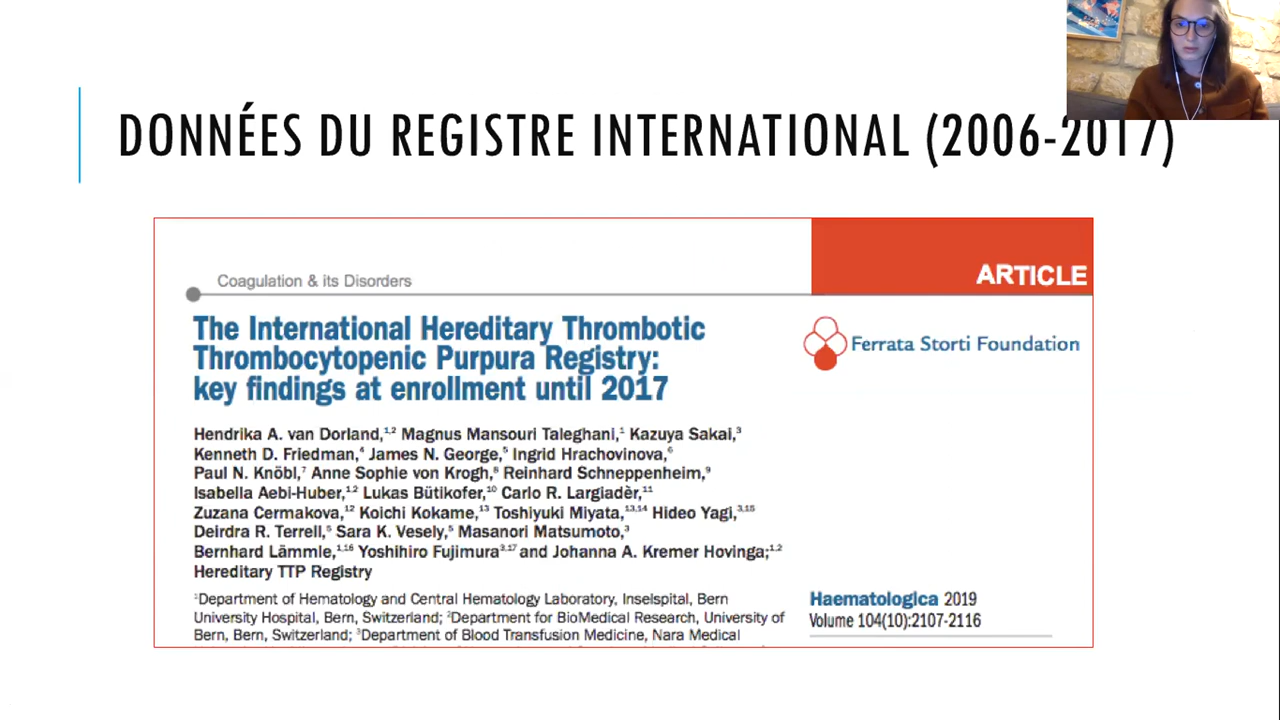 DONNÉES DU REGISTRE INTERNATIONAL (2006-2017)
Coagulation & its Disorders
ARTICLE
The International Hereditary Thrombotic
Thrombocytopenic Purpura Registry:
key findings at enrollment until 2017
Ferrata Storti Foundation
Hendrika A. van Dorland,1,2 Magnus Mansouri Taleghani,1 Kazuya Sakai,3
Kenneth D. Friedman,4 James N. George,5 Ingrid Hrachovinova,6
Paul N. Knöbl,7 Anne Sophie von Krogh,8 Reinhard Schneppenheim,9
Isabella Aebi-Huber,1,2 Lukas Bütikofer,10 Carlo R. Largiadèr,11
Zuzana Cermakova,12 Koichi Kokame,13 Toshiyuki Miyata,13,14 Hideo Yagi,3,15
Deirdra R. Terrell,5 Sara K. Vesely,5 Masanori Matsumoto,3
Bernhard Lämmle,1,16 Yoshihiro Fujimura3,17 and Johanna A. Kremer Hovinga;1,2
Hereditary TTP Registry
1Department of Hematology and Central Hematology Laboratory, Inselspital, Bern
University Hospital, Bern, Switzerland; 2Department for BioMedical Research, University of
Bern, Bern, Switzerland; 3Department of Blood Transfusion Medicine, Nara Medical
Haematologica 2019
Volume 104(10):2107-2116